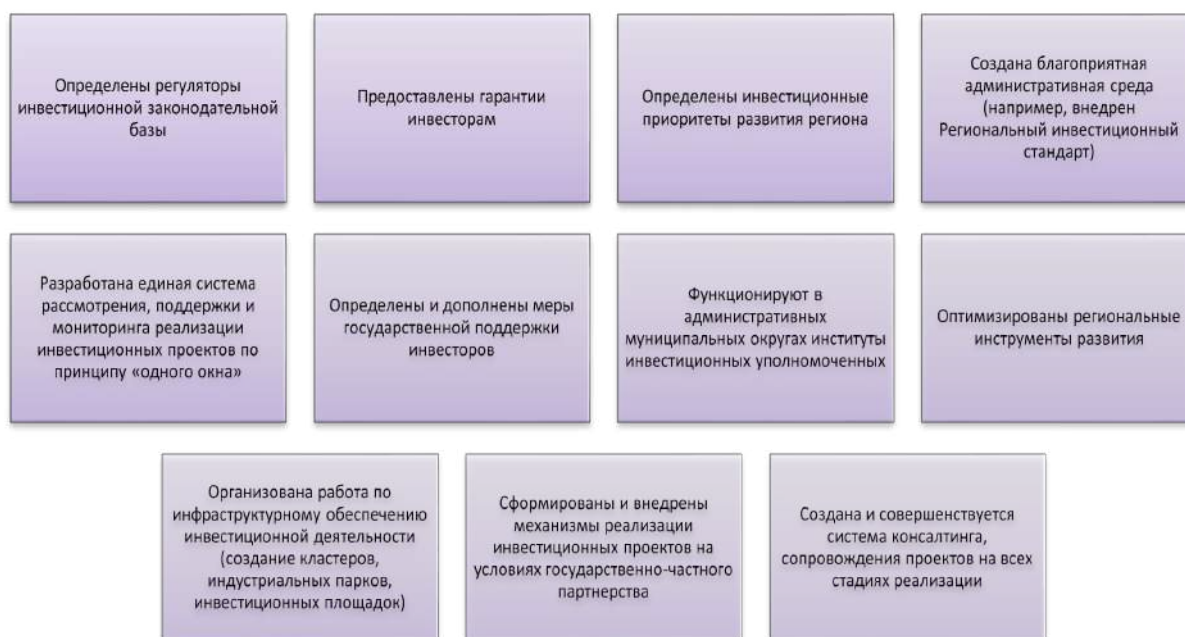 Определены регуляторы
инвестиционной законодательной
базы
Предоставлены гарантии
инвесторам
Определены инвестиционные
приоритеты развития региона
Создана благоприятная
административная среда
(например, внедрен
Региональный инвестиционный
стандарт)
Разработана единая система
рассмотрения, поддержки и
мониторинга реализации
инвестиционных проектов по
принципу «одного окна»
Определены и дополнены меры
государственной поддержки
инвесторов
Функционируют в
административных
муниципальных округах институты
инвестиционных уполномоченных
Оптимизированы региональные
инструменты развития
Организована работа по
инфраструктурному обеспечению
инвестиционной деятельности
(создание кластеров,
индустриальных парков,
инвестиционных площадок)
Сформированы и внедрены
механизмы реализации
инвестиционных проектов на
условиях государственно-частного
партнерства
Создана и совершенствуется
система консалтинга,
сопровождения проектов на всех
стадиях реализации